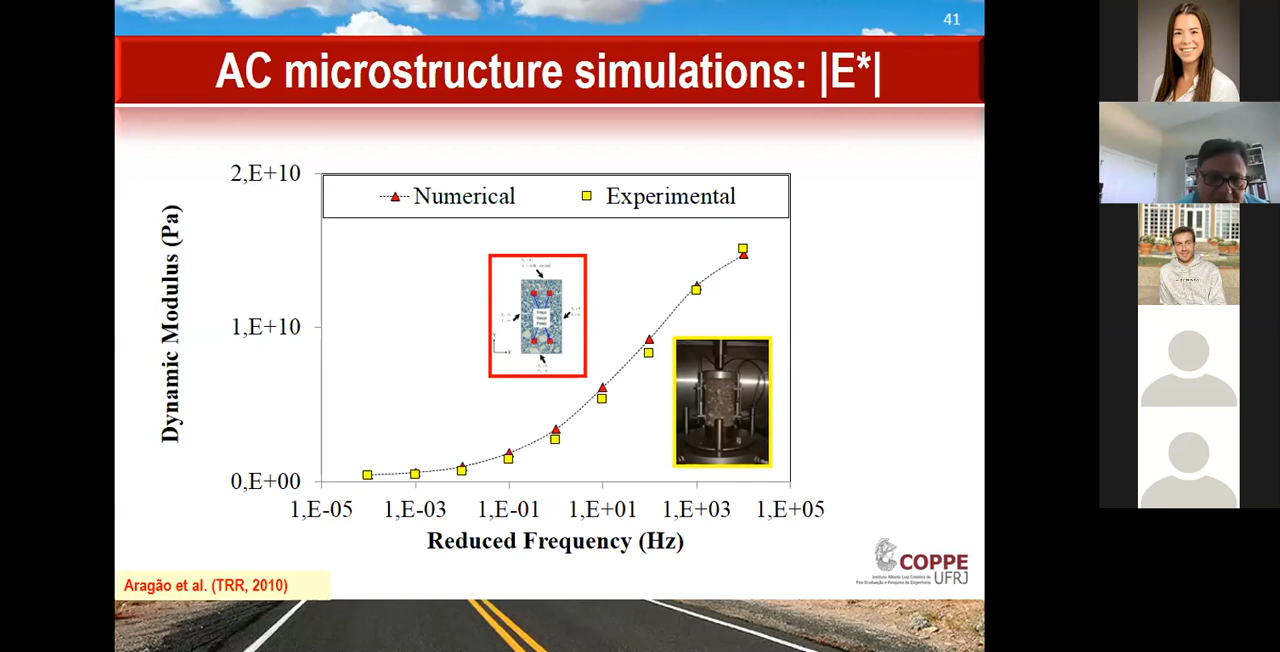 41
AC microstructure simulations: |E*|
2,E+10
Numerical
Experimental
Dynamic Modulus (Pa)
1,E+10
0,E+00
1,E-05
1,E-03
1,E-01
1,E+01
1,E+03
1,E+05
Reduced Frequency (Hz)
COPPE
UFRJ
Aragão et al. (TRR, 2010)